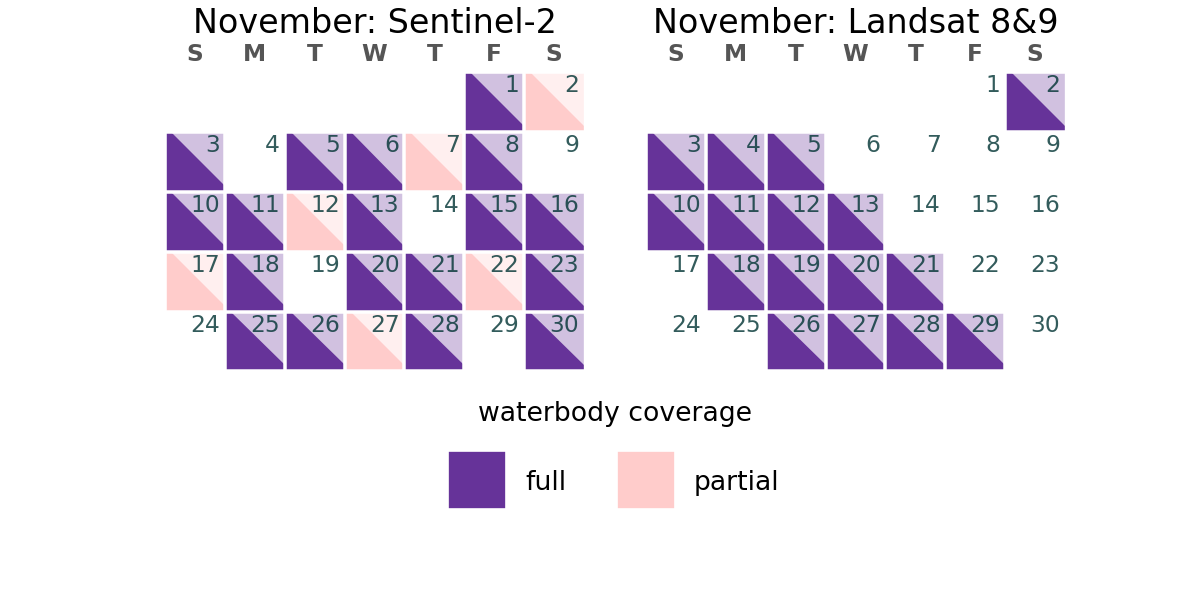 November: Sentinel-2
S M T W T F S
1 2
3 4 5 6 7 8 9
10 11 12 13 14 15 16
17 18 19 20 21 22 23
24 25 26 27 28 29 30
November: Landsat 8&9
S M T W T F S
1 2
3 4 5 6 7 8 9
10 11 12 13 14 15 16
17 18 19 20 21 22 23
24 25 26 27 28 29 30
waterbody coverage
full partial